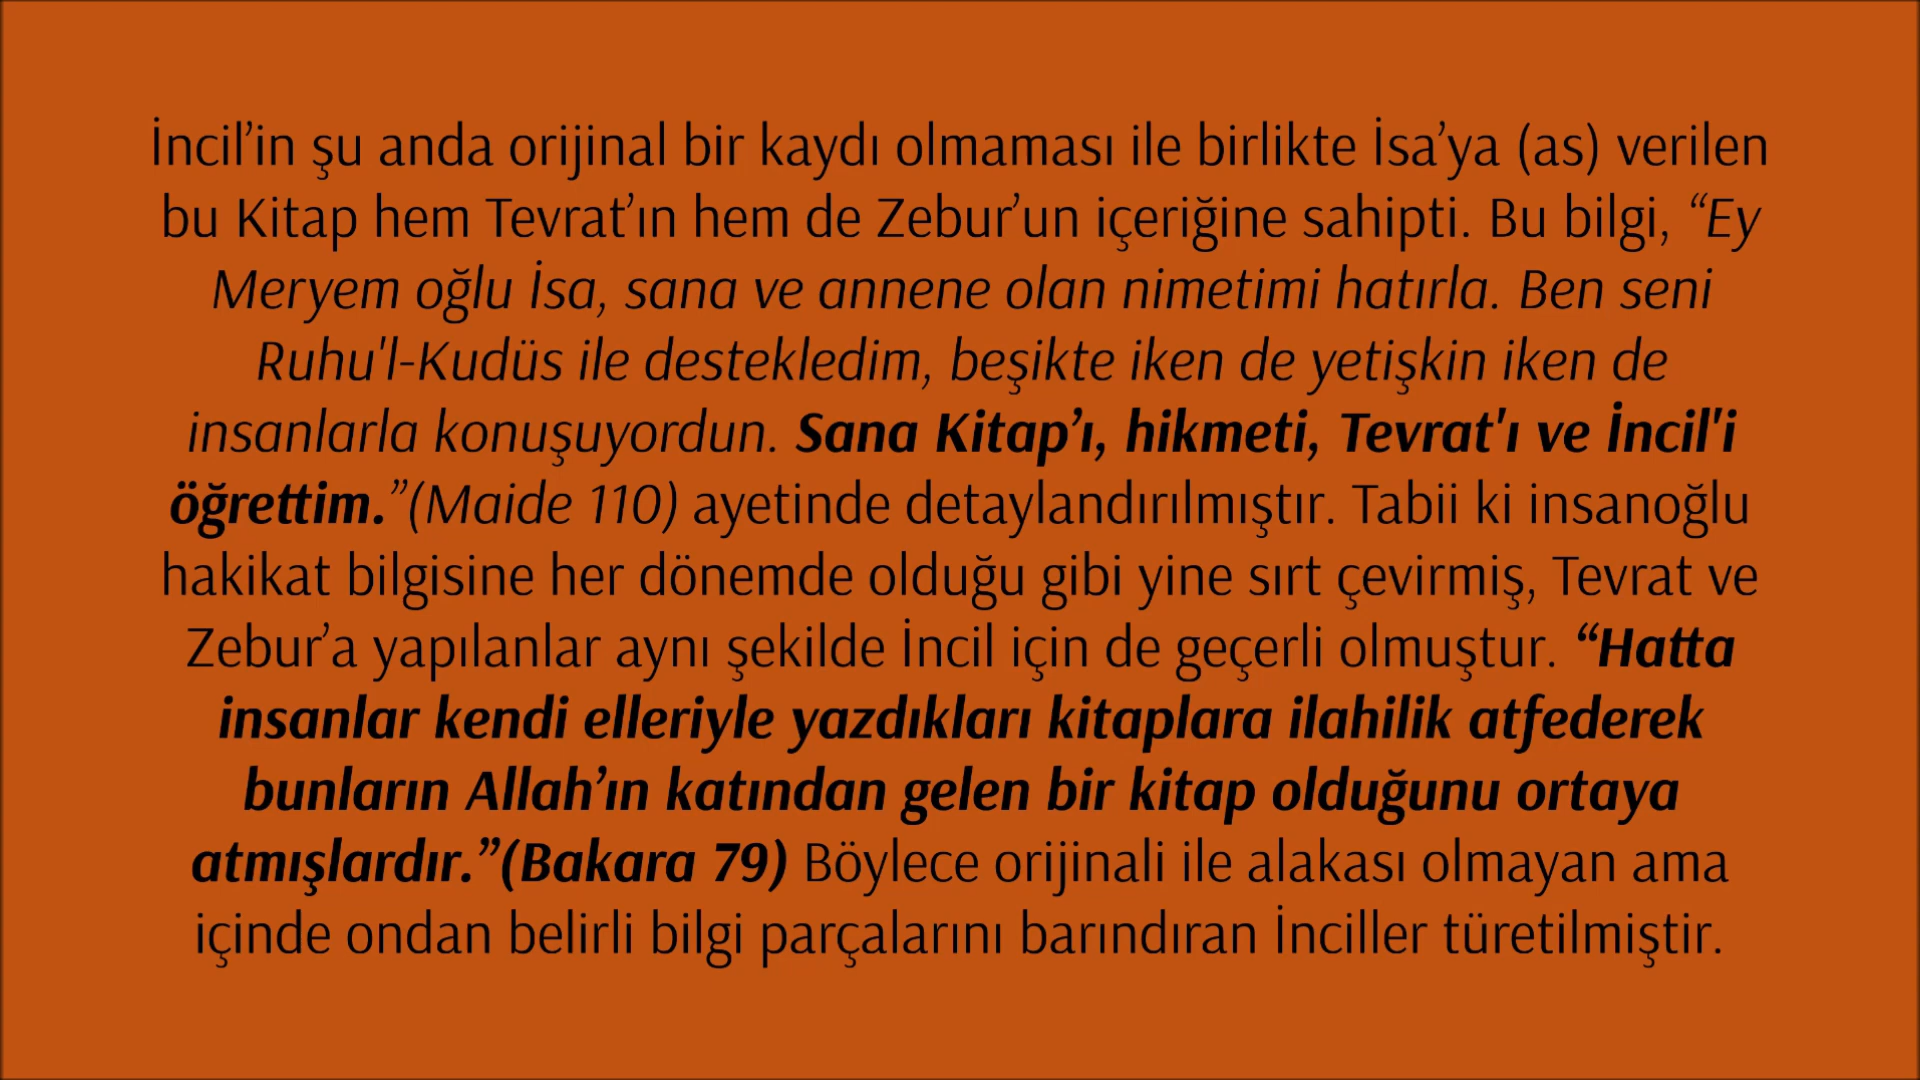 İncil’in şu anda orijinal bir kaydı olmaması ile birlikte İsa’ya (as) verilen
bu Kitap hem Tevrat’ın hem de Zebur’un içeriğine sahipti. Bu bilgi, “Ey
Meryem oğlu İsa, sana ve annene olan nimetimi hatırla. Ben seni
Ruhu'l-Kudüs ile destekledim, beşikte iken de yetişkin iken de
insanlarla konuşuyordun. Sana Kitap’ı, hikmeti, Tevrat'ı ve İncil'i
öğrettim.”(Maide 110) ayetinde detaylandırılmıştır. Tabii ki insanoğlu
hakikat bilgisine her dönemde olduğu gibi yine sırt çevirmiş, Tevrat ve
Zebur’a yapılanlar aynı şekilde İncil için de geçerli olmuştur. “Hatta
insanlar kendi elleriyle yazdıkları kitaplara ilahilik atfederek
bunların Allah’ın katından gelen bir kitap olduğunu ortaya
atmışlardır.”(Bakara 79) Böylece orijinali ile alakası olmayan ama
içinde ondan belirli bilgi parçalarını barındıran İnciller türetilmiştir.